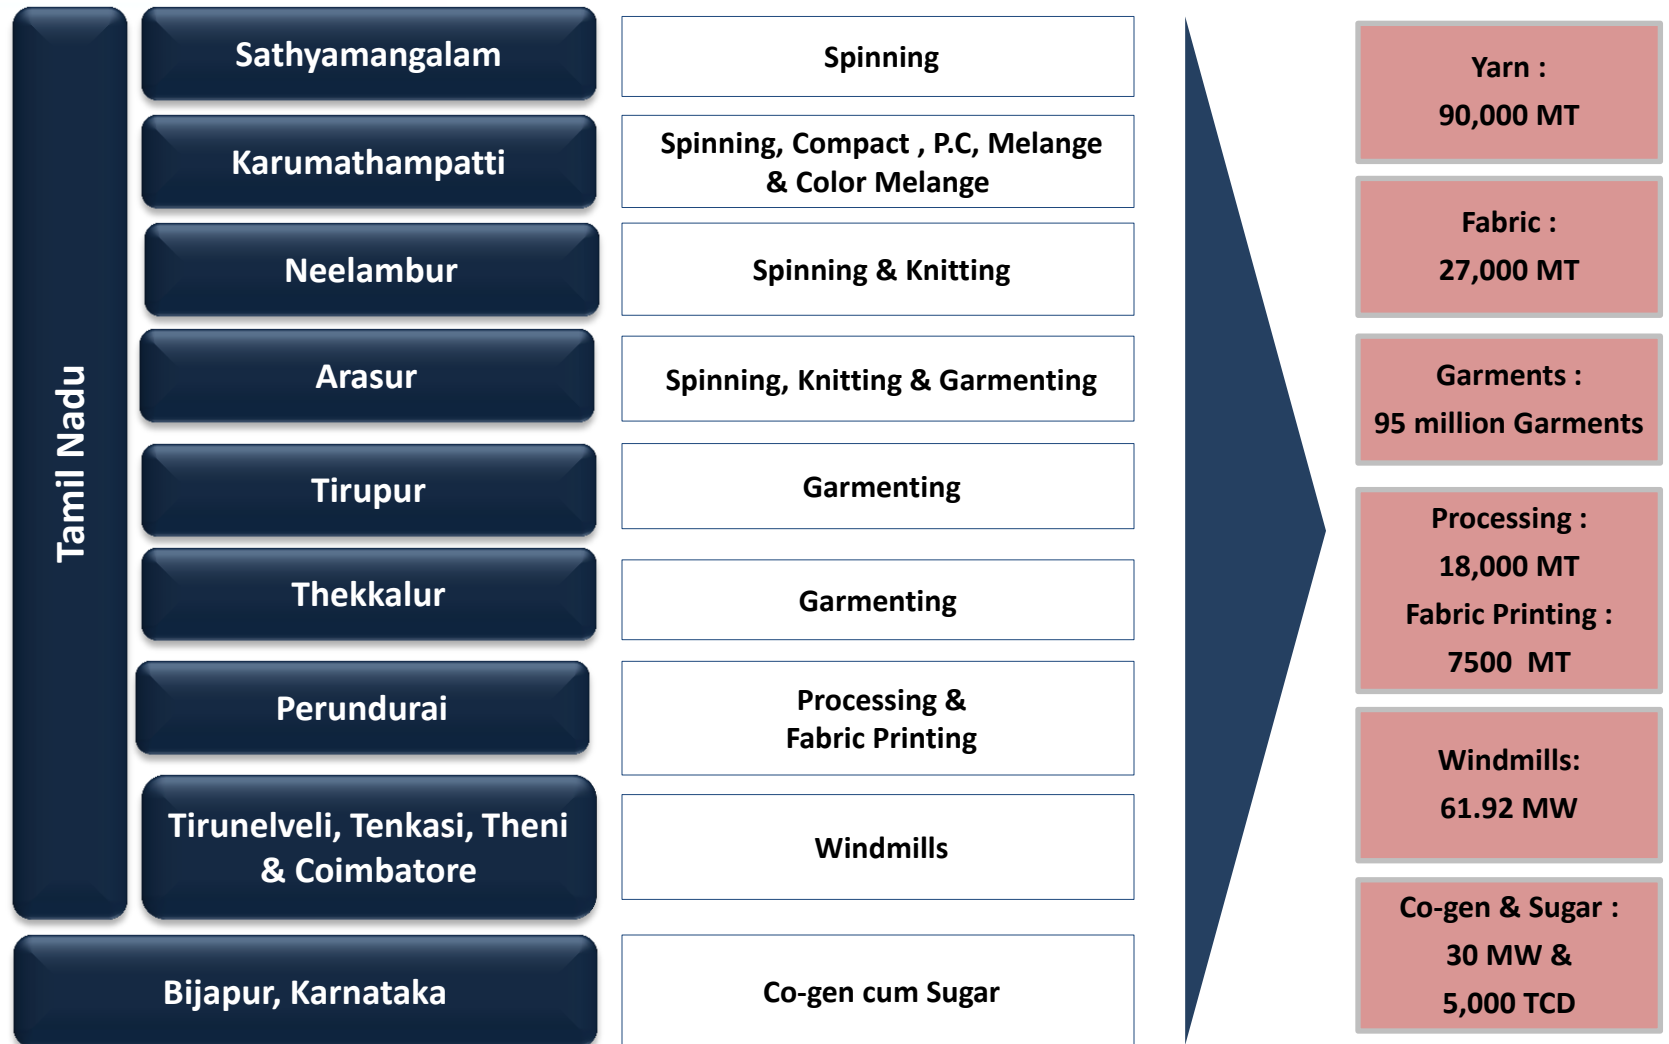 Tamil Nadu
Sathyamangalam
Spinning
Karumathampatti
Spinning, Compact , P.C, Melange
& Color Melange
Neelambur
Spinning & Knitting
Arasur
Spinning, Knitting & Garmenting
Tirupur
Garmenting
Thekkalur
Garmenting
Perundurai
Processing &
Fabric Printing
Tirunelveli, Tenkasi, Theni
& Coimbatore
Windmills
Bijapur, Karnataka
Co-gen cum Sugar
Yarn :
90,000 MT
Fabric :
27,000 MT
Garments :
95 million Garments
Processing :
18,000 MT
Fabric Printing :
7500 MT
Windmills:
61.92 MW
Co-gen & Sugar :
30 MW &
5,000 TCD